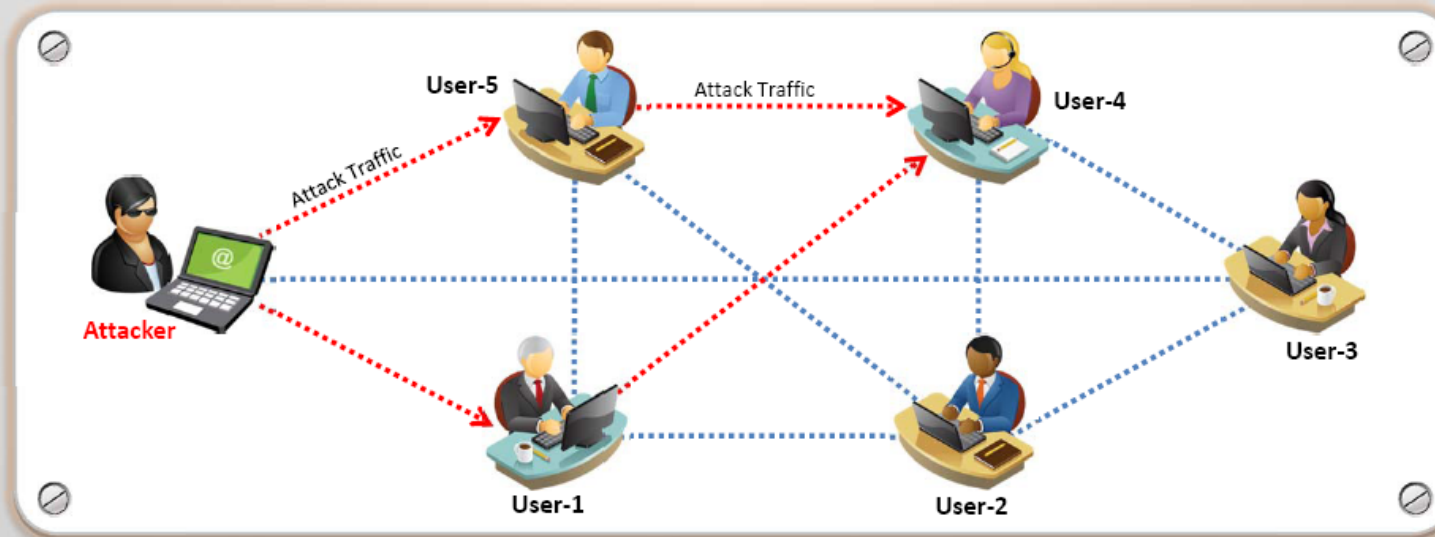 User-5
Attack Traffic
User-4
Attack Traffic
@
Attacker
User-3
User-1
User-2